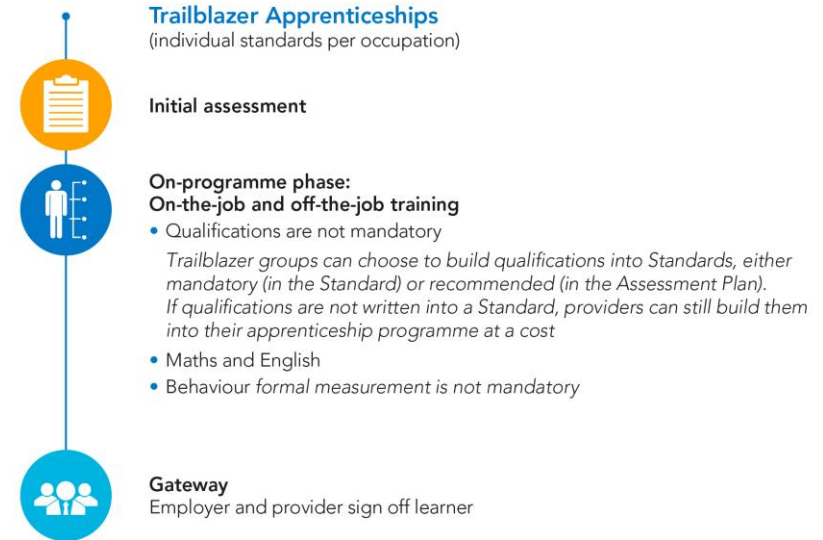 Trailblazer Apprenticeships
(individual standards per occupation)
Initial assessment
On-programme phase:
On-the-job and off-the-job training
• Qualifications are not mandatory
Trailblazer groups can choose to build qualifications into Standards, either
mandatory (in the Standard) or recommended (in the Assessment Plan).
If qualifications are not written into a Standard, providers can still build them
into their apprenticeship programme at a cost
• Maths and English
• Behaviour formal measurement is not mandatory
Gateway
Employer and provider sign off learner